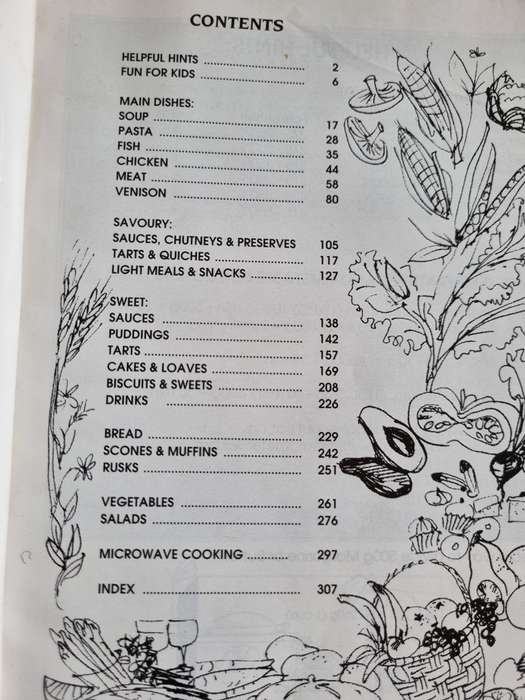 CONTENTS
HELPFUL HINTS ................................ 2
FUN FOR KIDS ................................ 6
MAIN DISHES:
SOUP ................................ 17
PASTA ................................ 28
FISH ................................ 35
CHICKEN ................................ 44
MEAT ................................ 58
VENISON ................................ 80
SAVOURY:
SAUCES, CHUTNEYS & PRESERVES 105
TARTS & QUICHES ........................ 117
LIGHT MEALS & SNACKS .............. 127
SWEET:
SAUCES ................................ 138
PUDDINGS ................................ 142
TARTS ................................ 157
CAKES & LOAVES ........................ 169
BISCUITS & SWEETS ...................... 208
DRINKS ................................ 226
BREAD ................................ 229
SCONES & MUFFINS .................... 242
RUSKS ................................ 251
VEGETABLES ................................ 261
SALADS ................................ 276
MICROWAVE COOKING ................ 297
INDEX ................................ 307